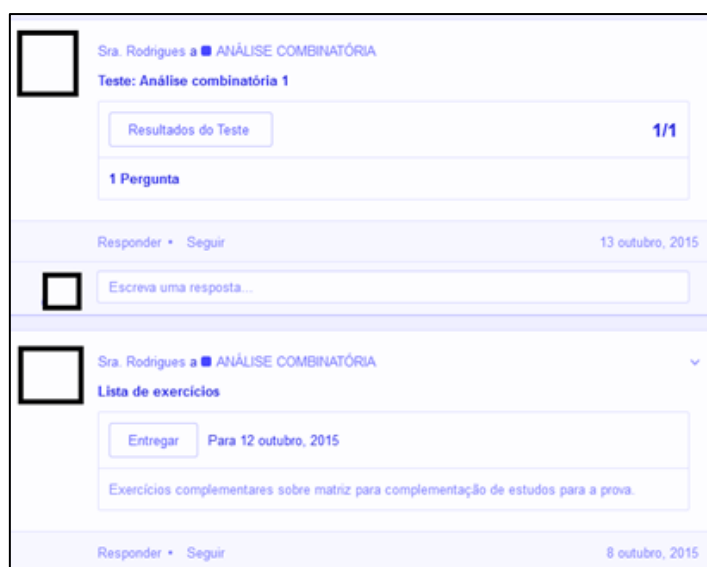 Sra. Rodrigues a ANÁLISE COMBINATÓRIA
Teste: Análise combinatória 1
Resultados do Teste 1/1
1 Pergunta
Responder • Seguir 13 outubro, 2015
Escreva uma resposta...
Sra. Rodrigues a ANÁLISE COMBINATÓRIA
Lista de exercícios
Entregar Para 12 outubro, 2015
Exercícios complementares sobre matriz para complementação de estudos para a prova.
Responder • Seguir 8 outubro, 2015